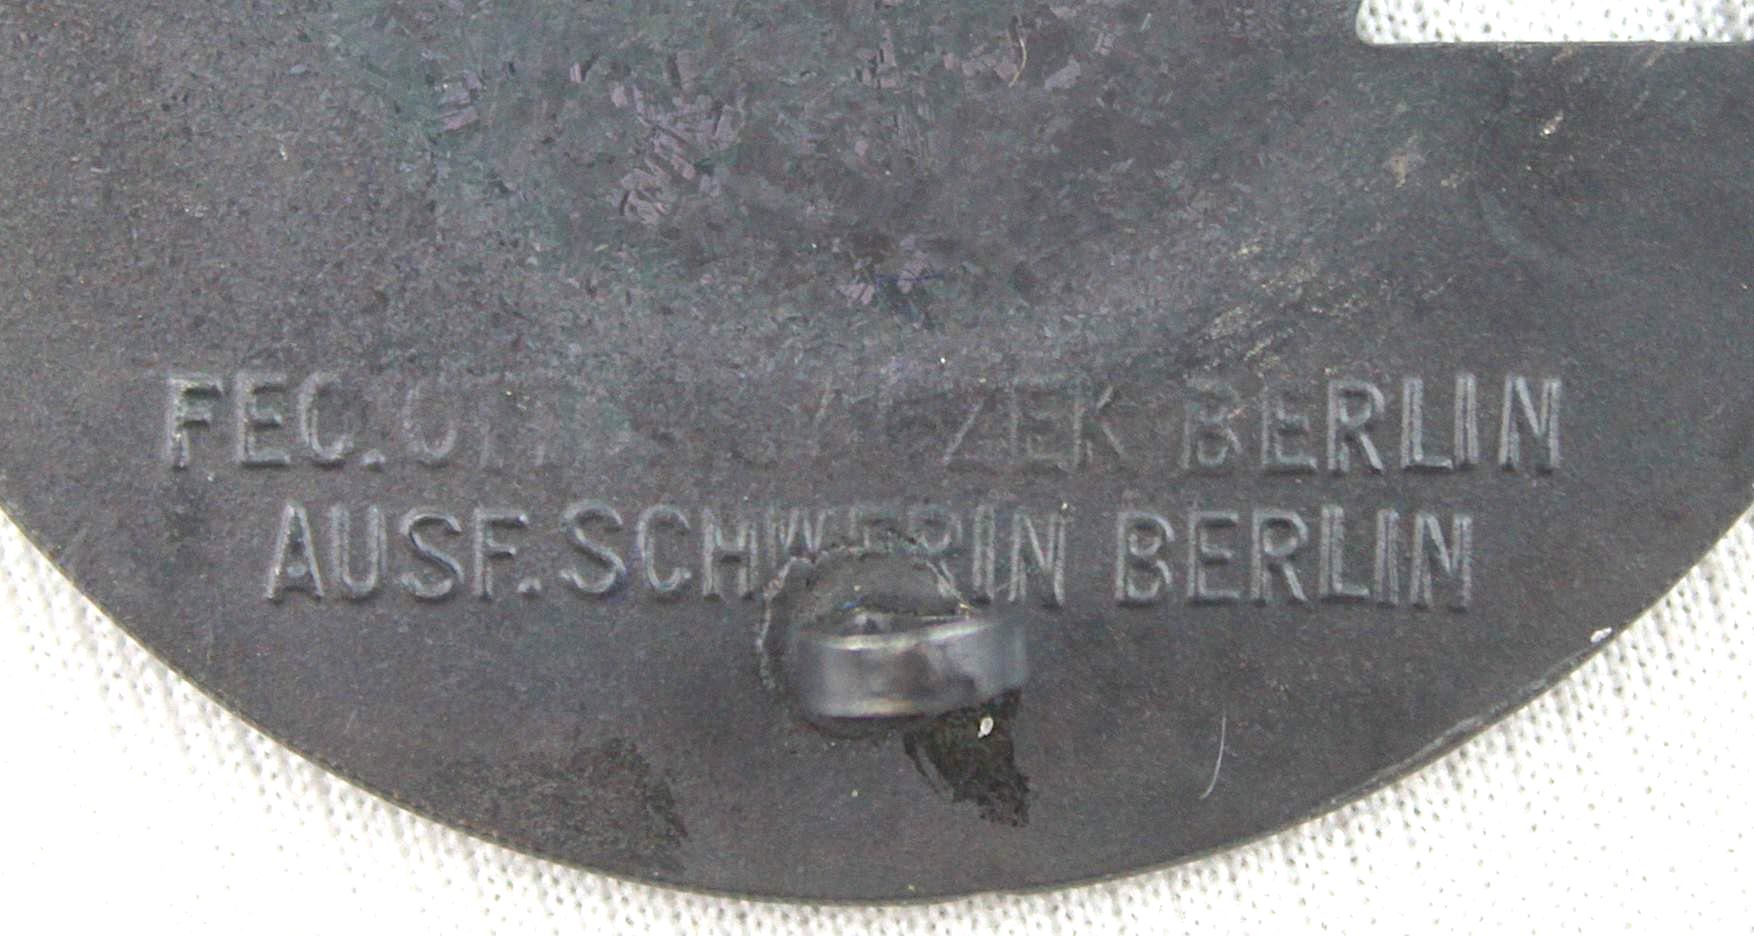 FEC. BERLIN
AUSF. SCHWERIN BERLIN